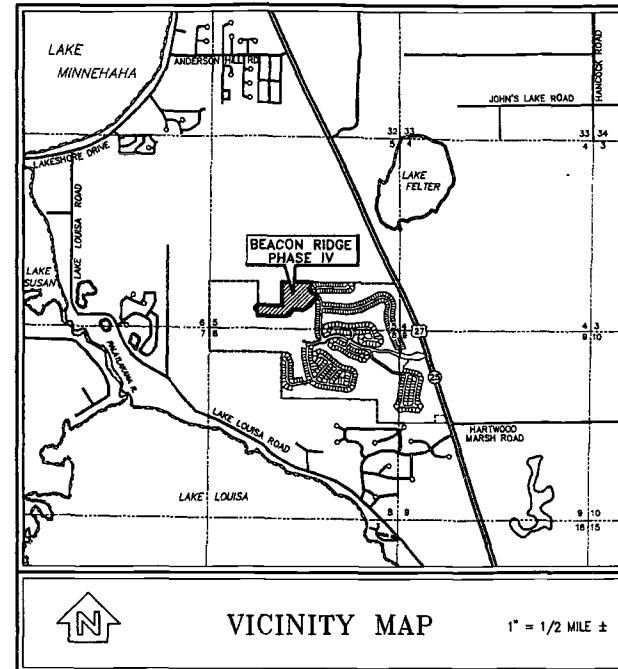 LAKE
MINNEHAHA
ANDERSON HILL RD.
HANCOCK ROAD
JOHN'S LAKE ROAD
32 33
5 4
33 34
4 3
LAKESHORE DRIVE
LAKE
FELTER
LAKE LOUISA ROAD
BEACON RIDGE
PHASE IV
LAKE
SUSAN
6 5
7 8
27
4 3
9 10
25
LAKE LOUISA ROAD
HARTWOOD
MARSH ROAD
LAKE LOUISA
8 9
9 10
16 15
N
VICINITY MAP
1" = 1/2 MILE ±